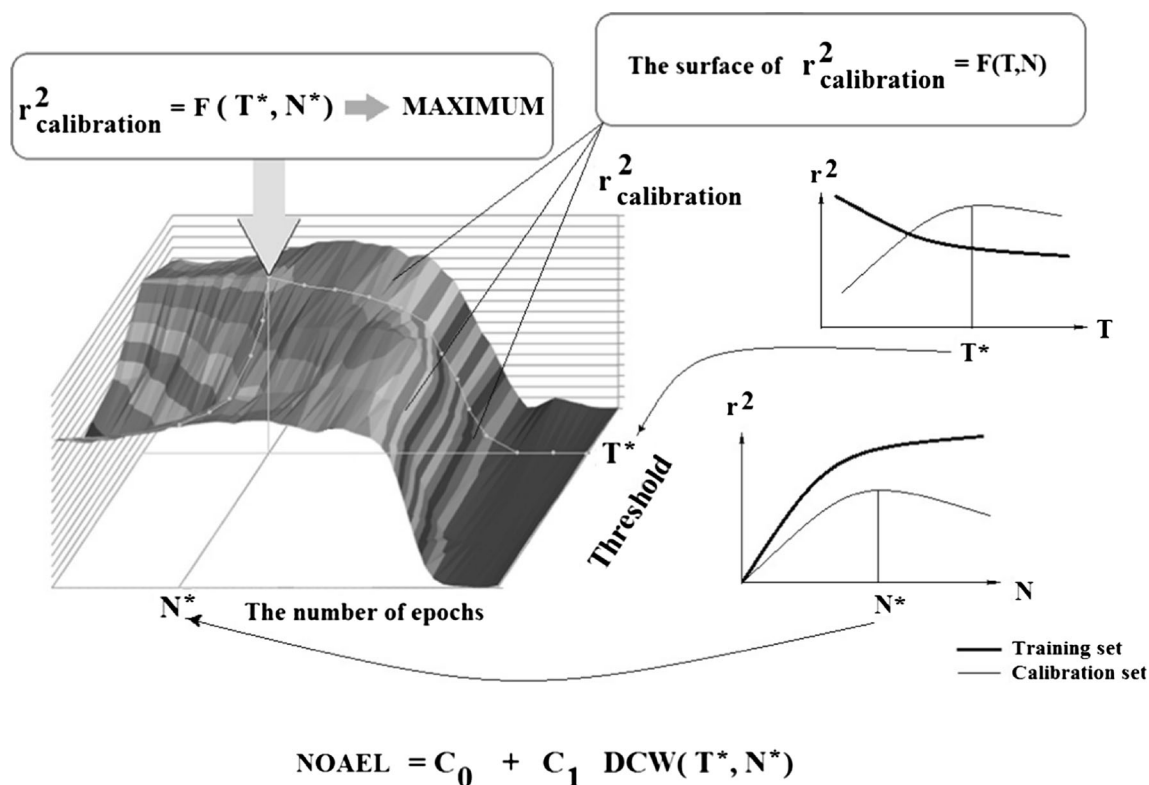 r²calibration = F ( T*, N*) MAXIMUM
The surface of r²calibration = F(T,N)
r²calibration
r²
T
T*
T*
Threshold
r²
N
N*
N*
The number of epochs
Training set
Calibration set
NOAEL = C₀ + C₁ DCW( T*, N*)